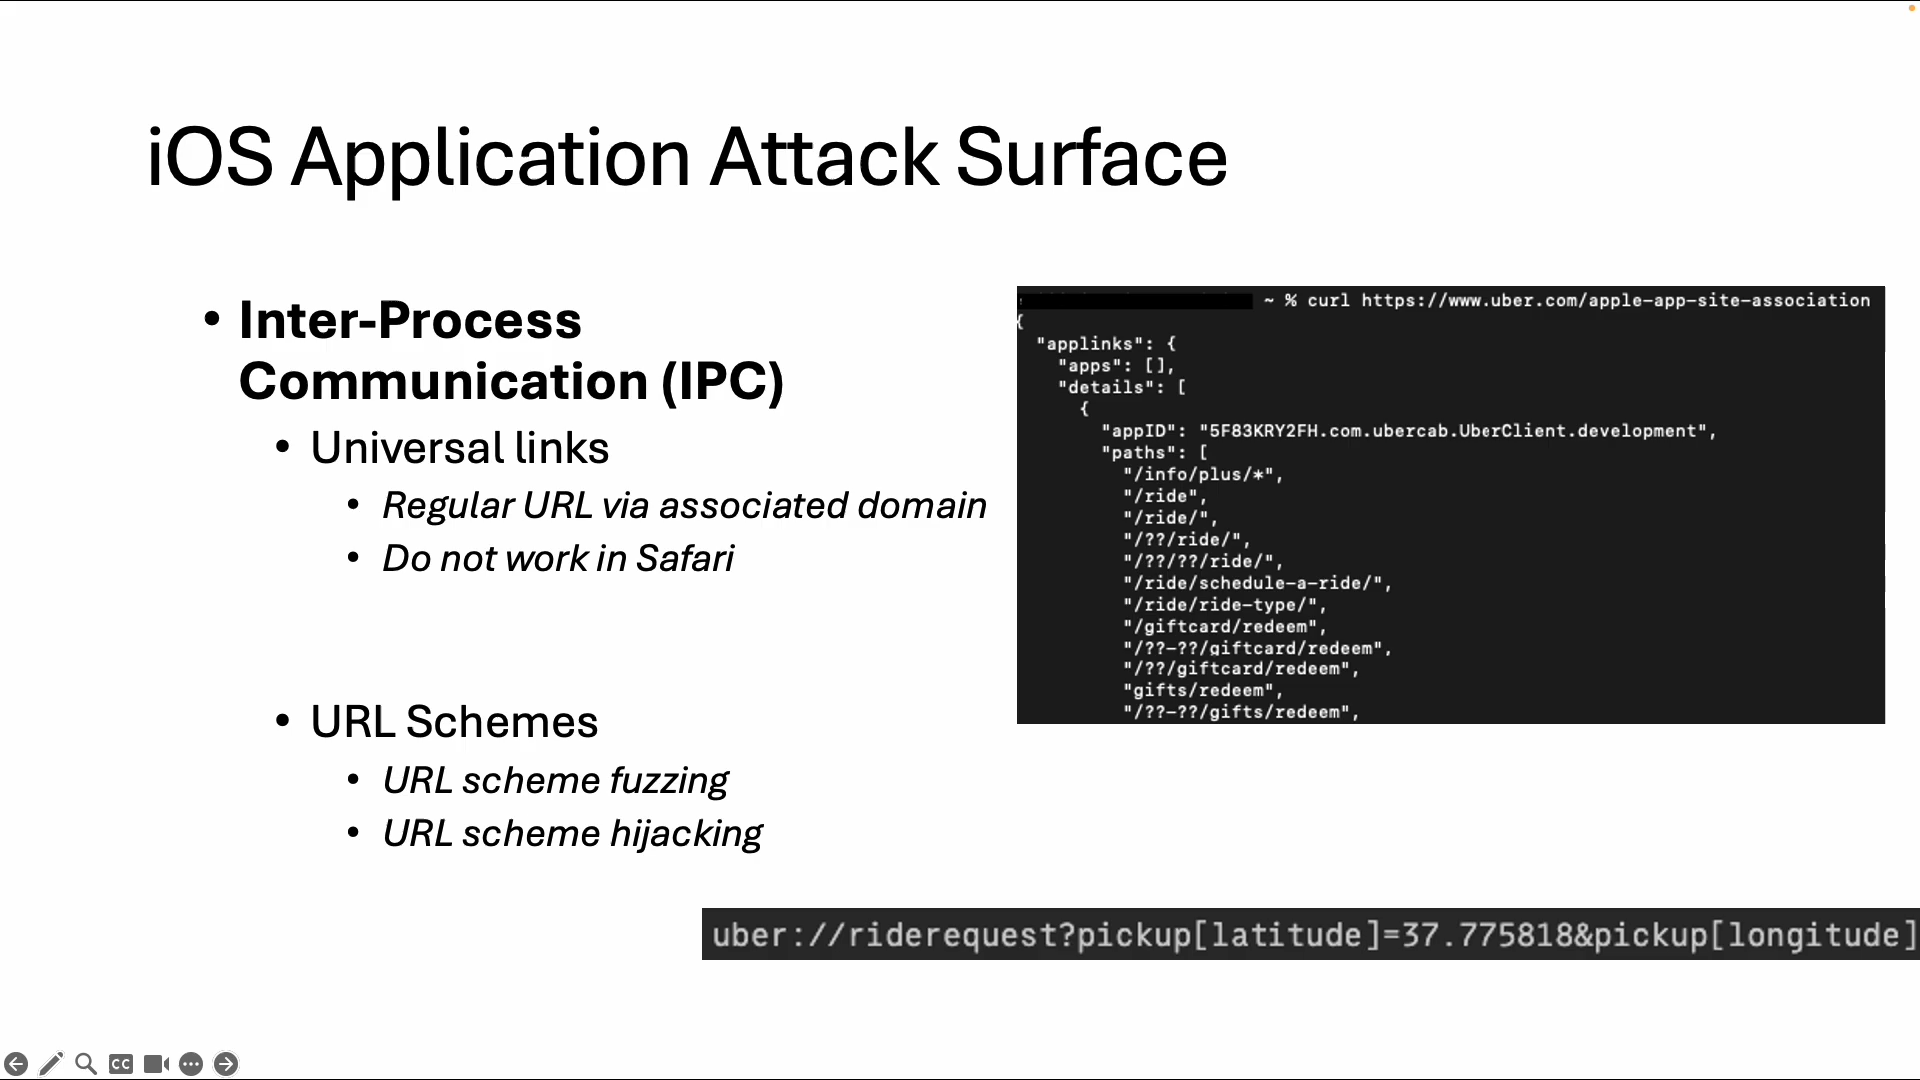 iOS Application Attack Surface
• Inter-Process
Communication (IPC)
• Universal links
• Regular URL via associated domain
• Do not work in Safari
• URL Schemes
• URL scheme fuzzing
• URL scheme hijacking
~ % curl https://www.uber.com/apple-app-site-association
{
"applinks": {
"apps": [],
"details": [
{
"appID": "5F83KRY2FH.com.ubercab.UberClient.development",
"paths": [
"/info/plus/*",
"/ride",
"/ride/",
"/??/ride/",
"/??/??/ride/",
"/ride/schedule-a-ride/",
"/ride/ride-type/",
"/giftcard/redeem",
"/??-??/giftcard/redeem",
"/??/giftcard/redeem",
"gifts/redeem",
"/??-??/gifts/redeem",
uber://riderequest?pickup[latitude]=37.775818&pickup[longitude]
CC